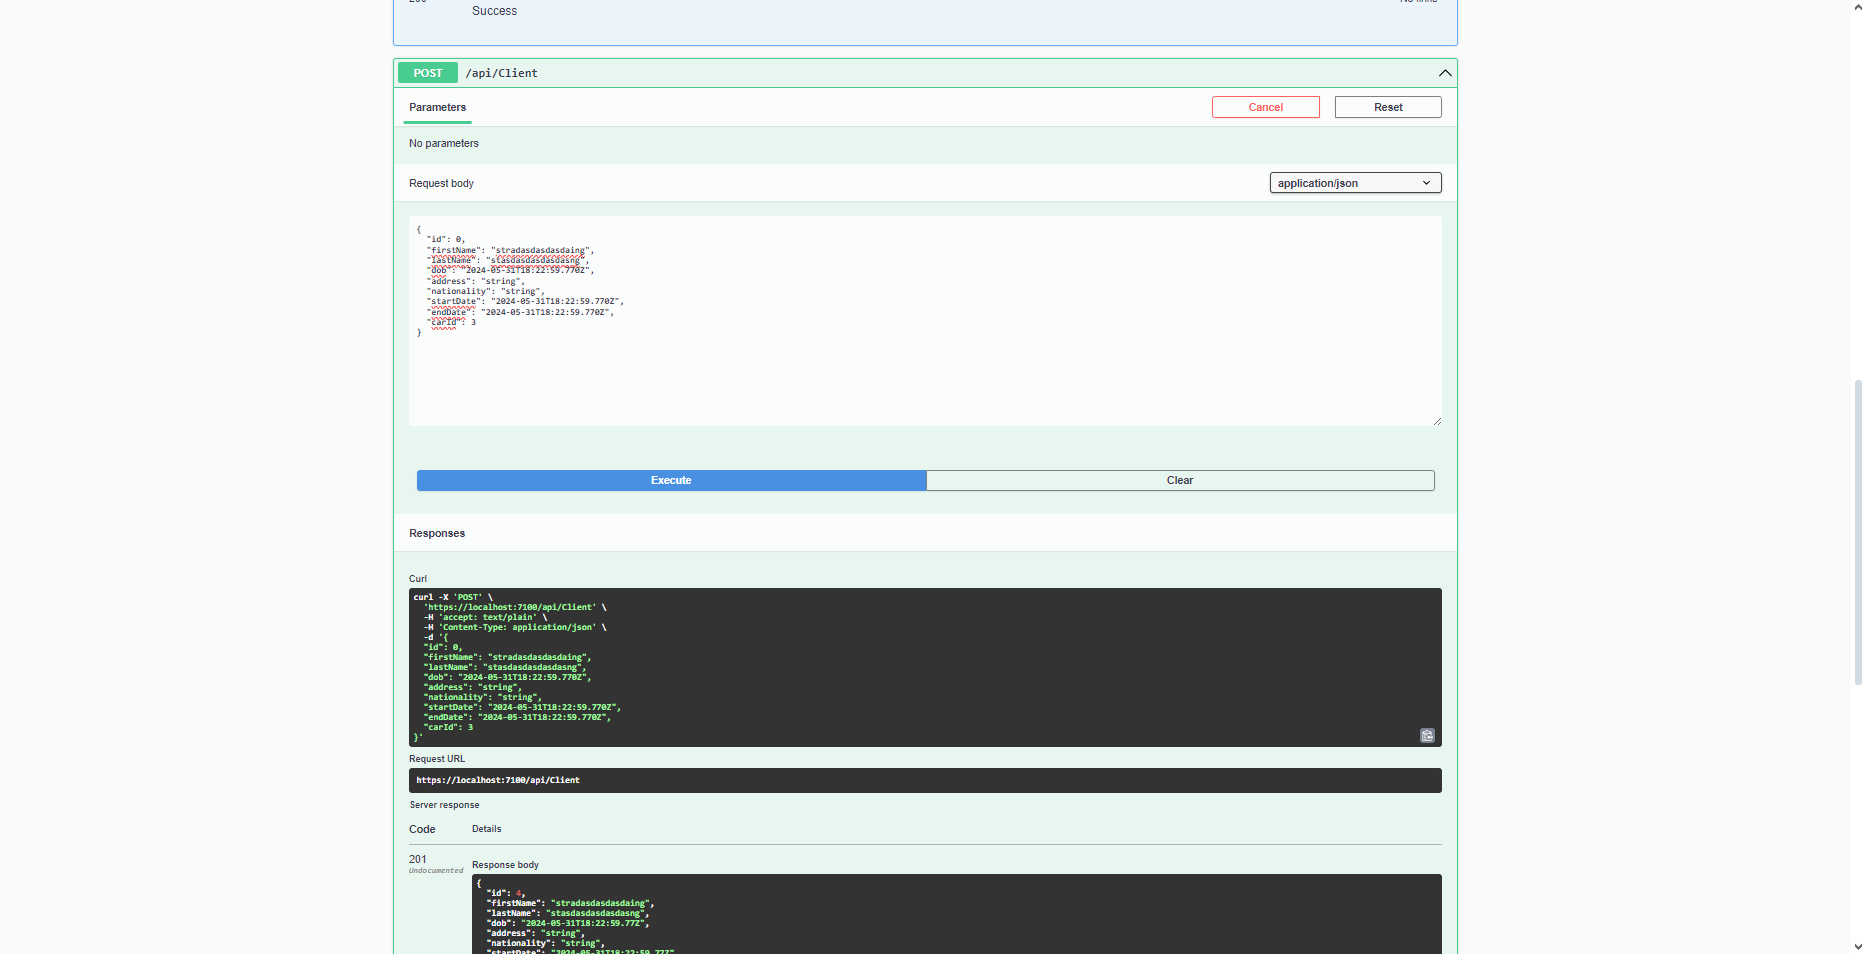 Success
POST /api/Client
Parameters
Cancel
Reset
No parameters
Request body
application/json
{
"id": 0,
"firstName": "stradasdasdasdaing",
"lastName": "stasdasdasdasdasng",
"dob": "2024-05-31T18:22:59.770Z",
"address": "string",
"nationality": "string",
"startDate": "2024-05-31T18:22:59.770Z",
"endDate": "2024-05-31T18:22:59.770Z",
"carId": 3
}
Execute
Clear
Responses
Curl
curl -X 'POST' \
'https://localhost:7100/api/Client' \
-H 'accept: text/plain' \
-H 'Content-Type: application/json' \
-d '{
"id": 0,
"firstName": "stradasdasdasdaing",
"lastName": "stasdasdasdasdasng",
"dob": "2024-05-31T18:22:59.770Z",
"address": "string",
"nationality": "string",
"startDate": "2024-05-31T18:22:59.770Z",
"endDate": "2024-05-31T18:22:59.770Z",
"carId": 3
}'
Request URL
https://localhost:7100/api/Client
Server response
Code Details
201
Undocumented
Response body
{
"id": 4,
"firstName": "stradasdasdasdaing",
"lastName": "stasdasdasdasdasng",
"dob": "2024-05-31T18:22:59.77Z",
"address": "string",
"nationality": "string",
"startDate": "2024-05-31T18:22:59.77Z"